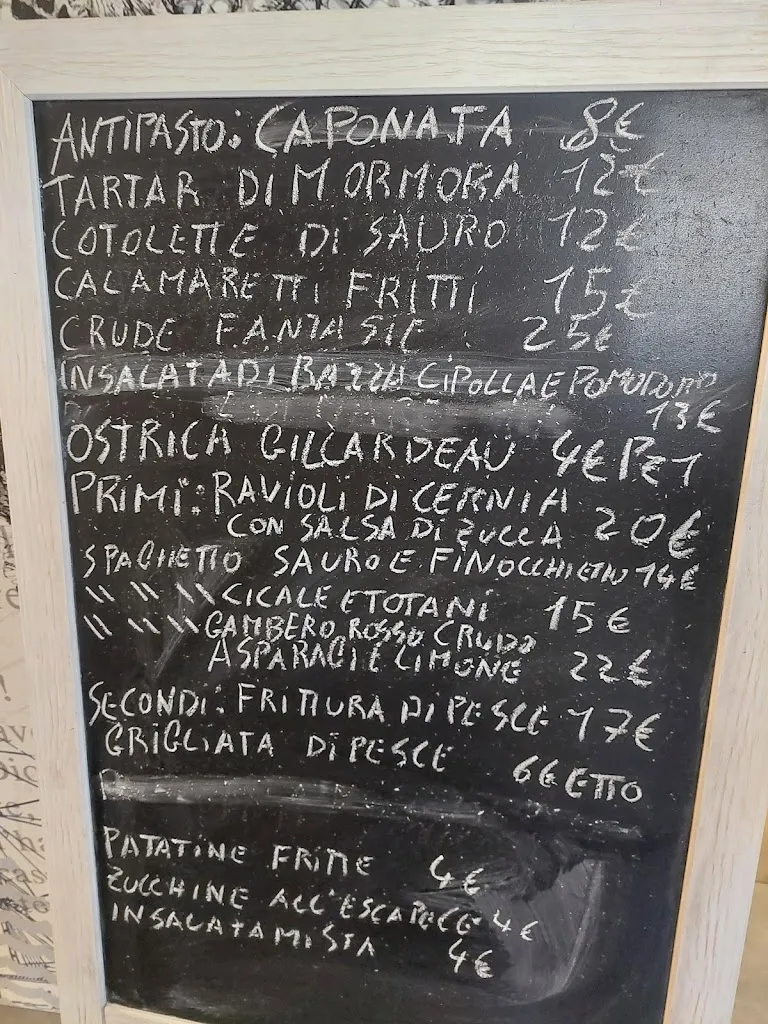 ANTIPASTO: CAPONATA 8€
TARTAR DI MORMORA 12€
COTOLETTE DI SAURO 12€
CALAMARETTI FRITTI 15€
CRUDE FANTASIE 25€
INSALATA DI RAZZA CIPOLLA E POMODORO
13€
OSTRICA GILLARDEAU 4€ PEZ
PRIMI: RAVIOLI DI CERNIA
CON SALSA DI ZUCCA 20€
SPAGHETTO SAURO E FINOCCHIETTO 14€
\\ \\ \\ CICALE E TOTANI 15€
\\ \\ \\ GAMBERO ROSSO CRUDO
ASPARAGI E LIMONE 22€
SECONDI: FRITTURA DI PESCE 17€
GRIGLIATA DI PESCE 6€ ETTO
PATATINE FRITTE 4€
ZUCCHINE ALL'ESCAPECE 4€
INSALATA MISTA 4€